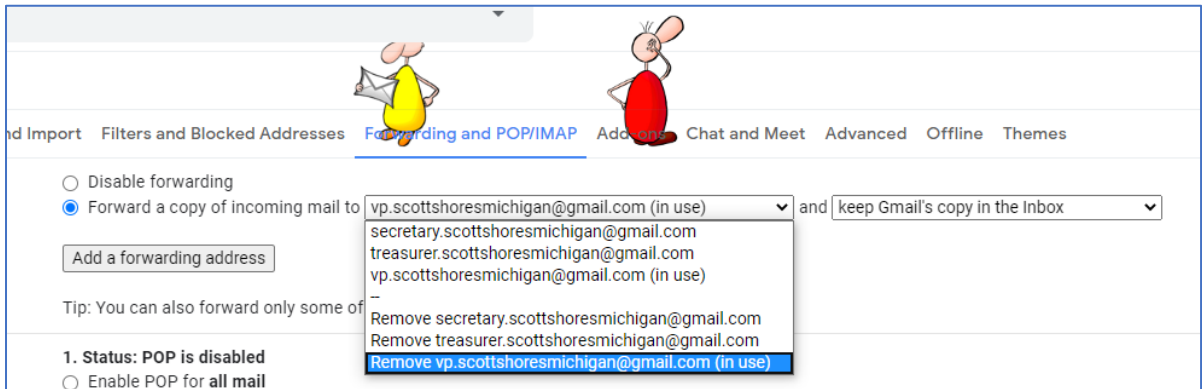 nd Import Filters and Blocked Addresses Forwarding and POP/IMAP Add-ons Chat and Meet Advanced Offline Themes
Disable forwarding
Forward a copy of incoming mail to vp.scottshoresmichigan@gmail.com (in use) and keep Gmail's copy in the Inbox
secretary.scottshoresmichigan@gmail.com
Add a forwarding address treasurer.scottshoresmichigan@gmail.com
vp.scottshoresmichigan@gmail.com (in use)
--
Tip: You can also forward only some of
Remove secretary.scottshoresmichigan@gmail.com
Remove treasurer.scottshoresmichigan@gmail.com
1. Status: POP is disabled
Remove vp.scottshoresmichigan@gmail.com (in use)
Enable POP for all mail